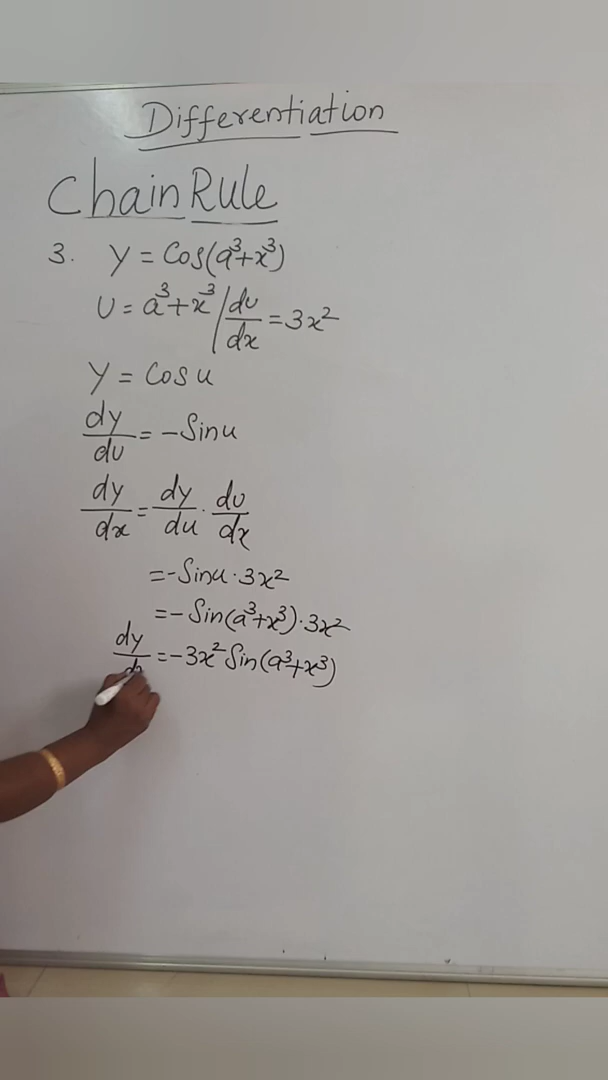 Differentiation
Chain Rule
3. Y = Cos(a³+x³)
U = a³+x³ / du/dx = 3x²
Y = Cos u
dy/du = -Sin u
dy/dx = dy/du · du/dx
= -Sin u · 3x²
= -Sin(a³+x³) · 3x²
dy/dx = -3x² Sin(a³+x³)